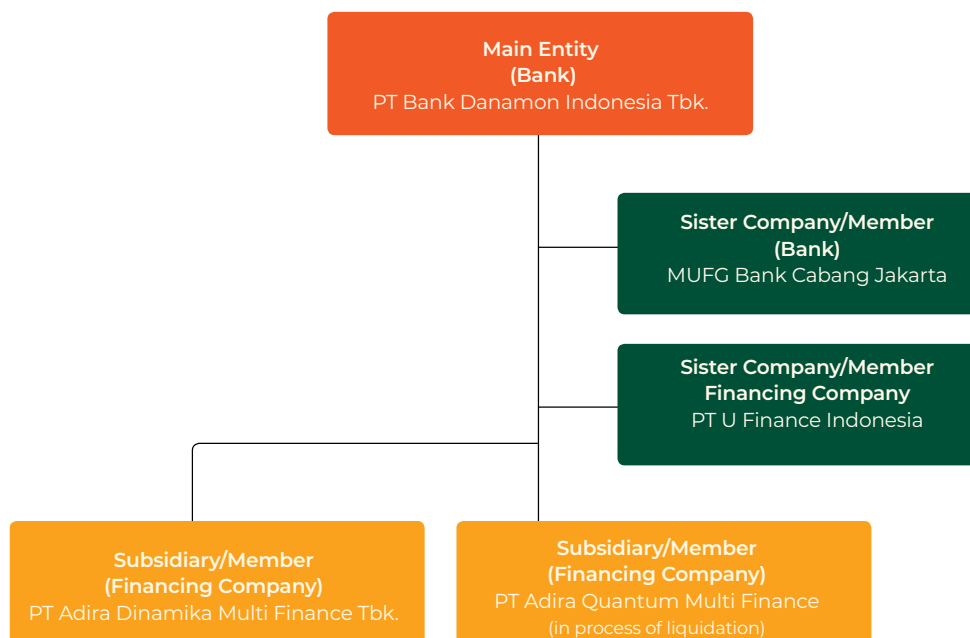 Main Entity
(Bank)
PT Bank Danamon Indonesia Tbk.
Sister Company/Member
(Bank)
MUFG Bank Cabang Jakarta
Sister Company/Member
Financing Company
PT U Finance Indonesia
Subsidiary/Member
(Financing Company)
PT Adira Dinamika Multi Finance Tbk.
Subsidiary/Member
(Financing Company)
PT Adira Quantum Multi Finance
(in process of liquidation)